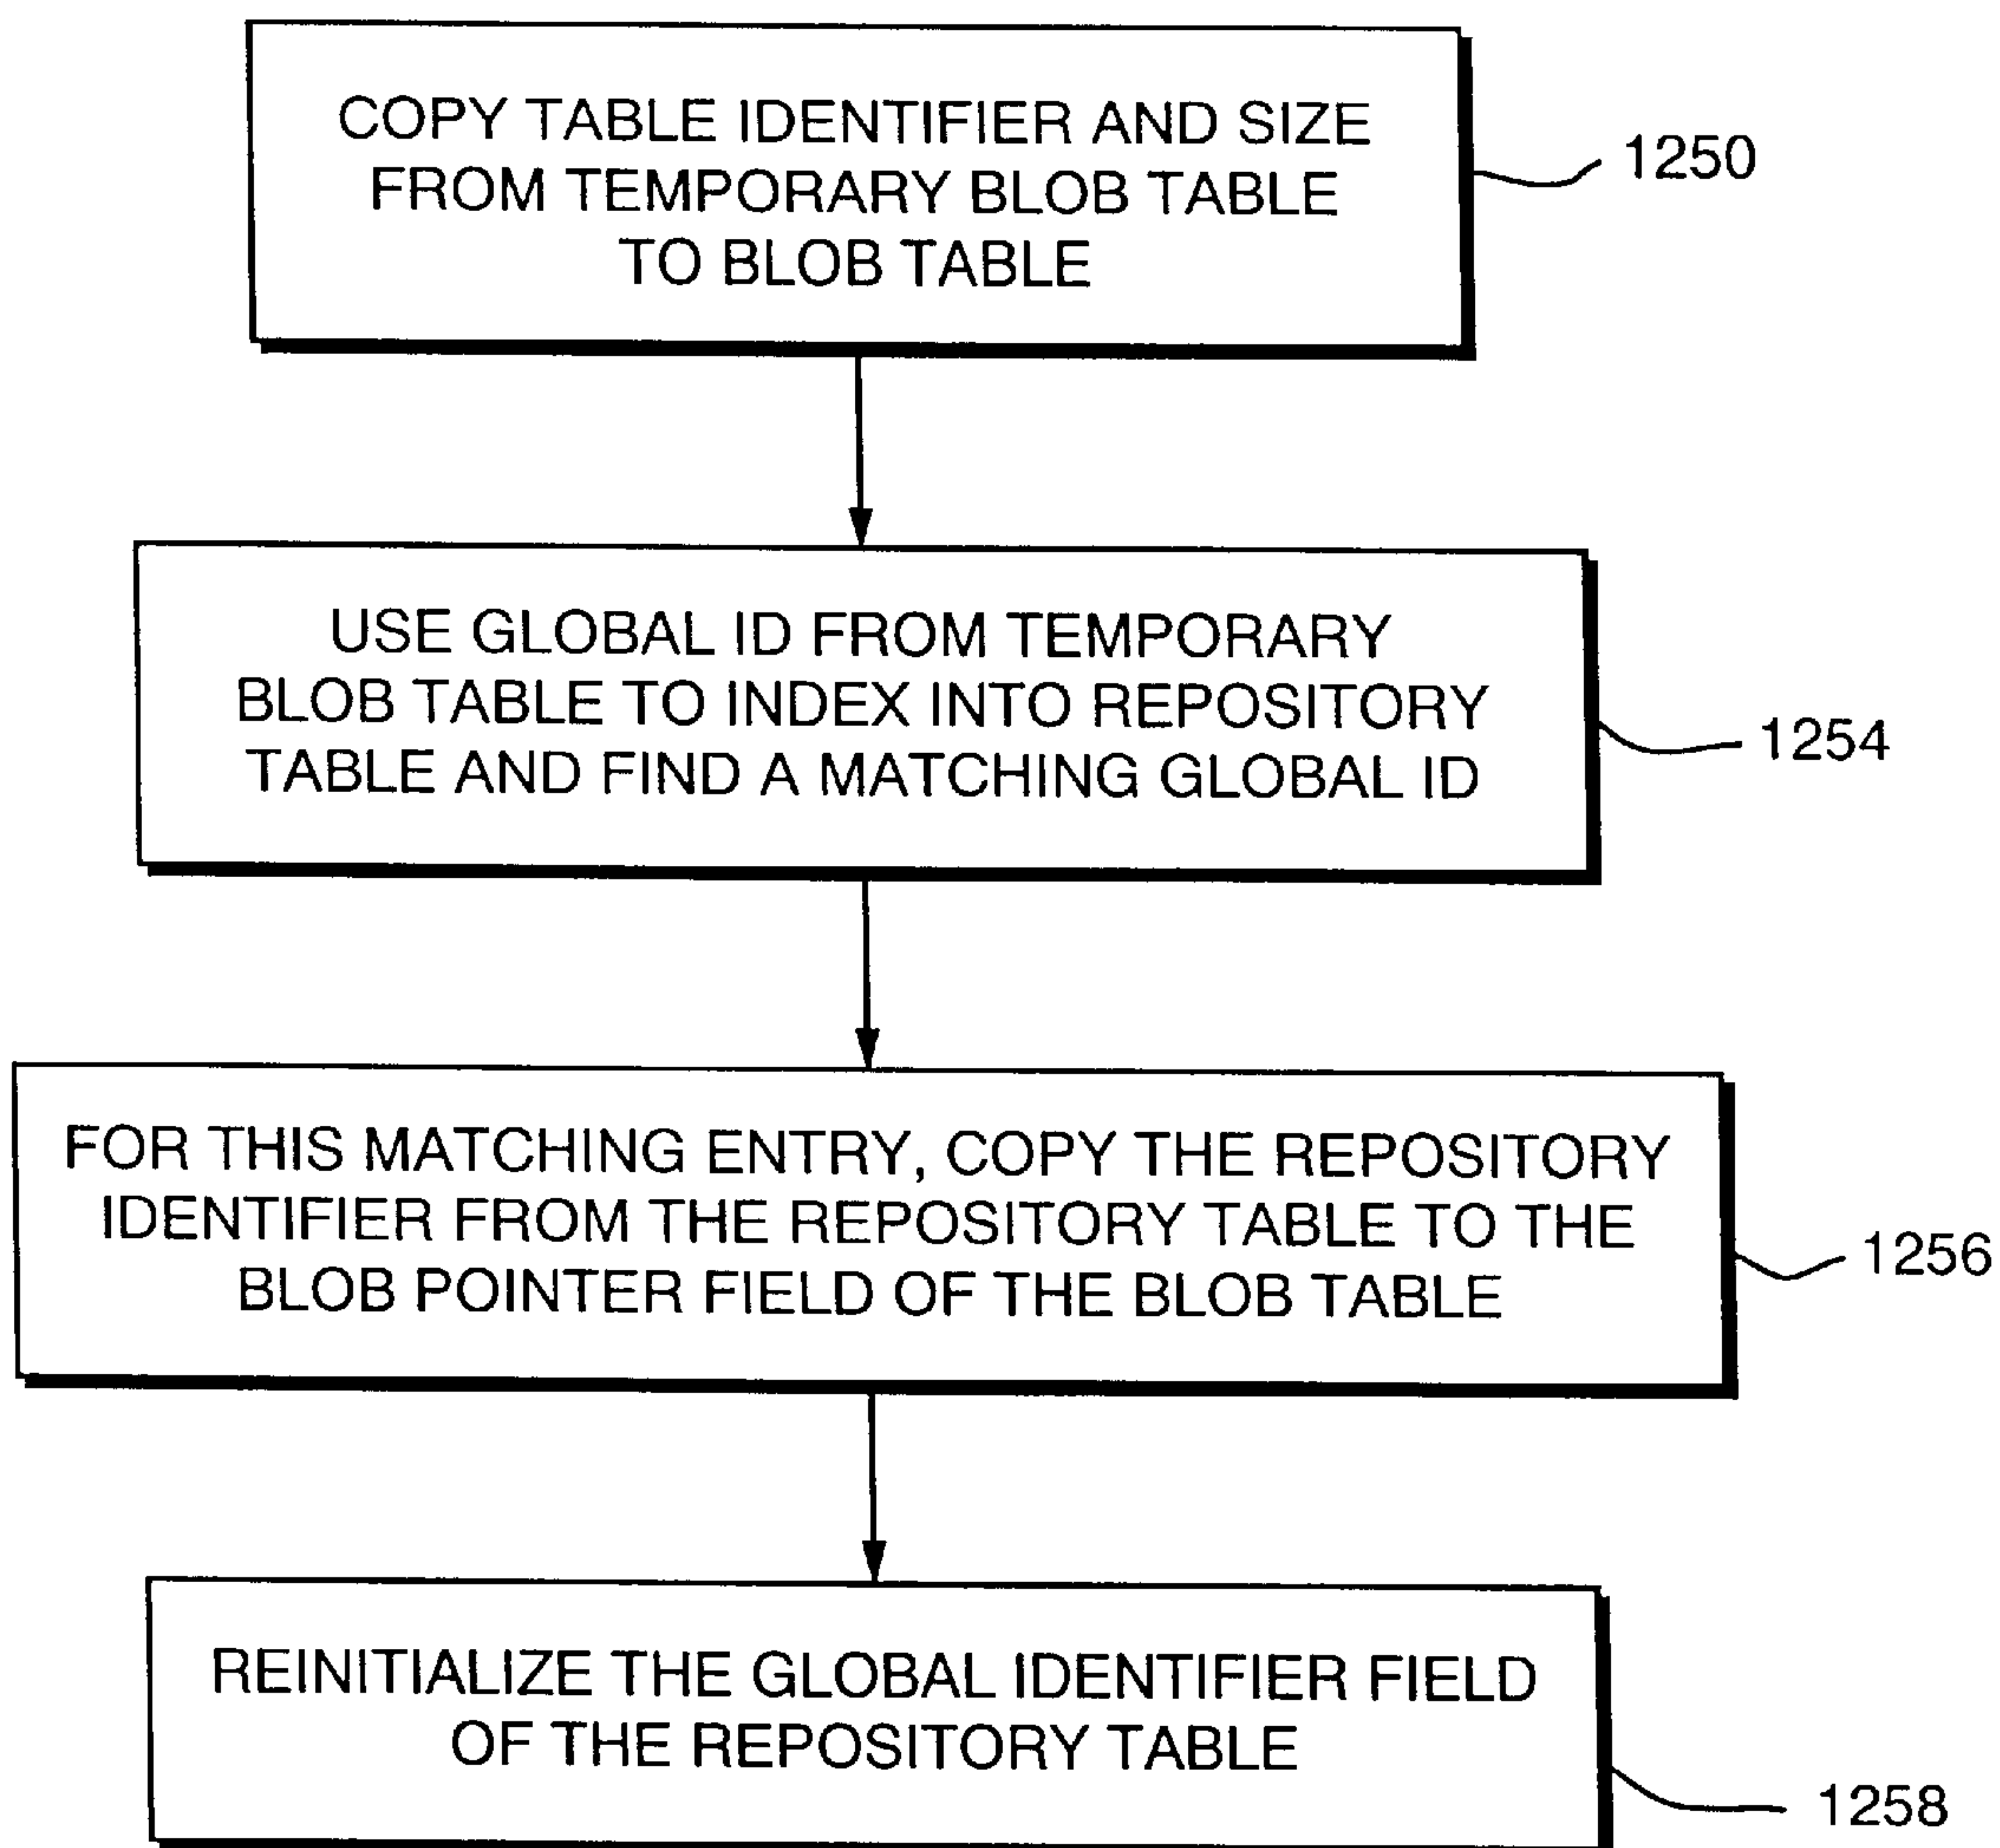 COPY TABLE IDENTIFIER AND SIZE
FROM TEMPORARY BLOB TABLE
TO BLOB TABLE
1250
USE GLOBAL ID FROM TEMPORARY
BLOB TABLE TO INDEX INTO REPOSITORY
TABLE AND FIND A MATCHING GLOBAL ID
1254
FOR THIS MATCHING ENTRY, COPY THE REPOSITORY
IDENTIFIER FROM THE REPOSITORY TABLE TO THE
BLOB POINTER FIELD OF THE BLOB TABLE
1256
REINITIALIZE THE GLOBAL IDENTIFIER FIELD
OF THE REPOSITORY TABLE
1258